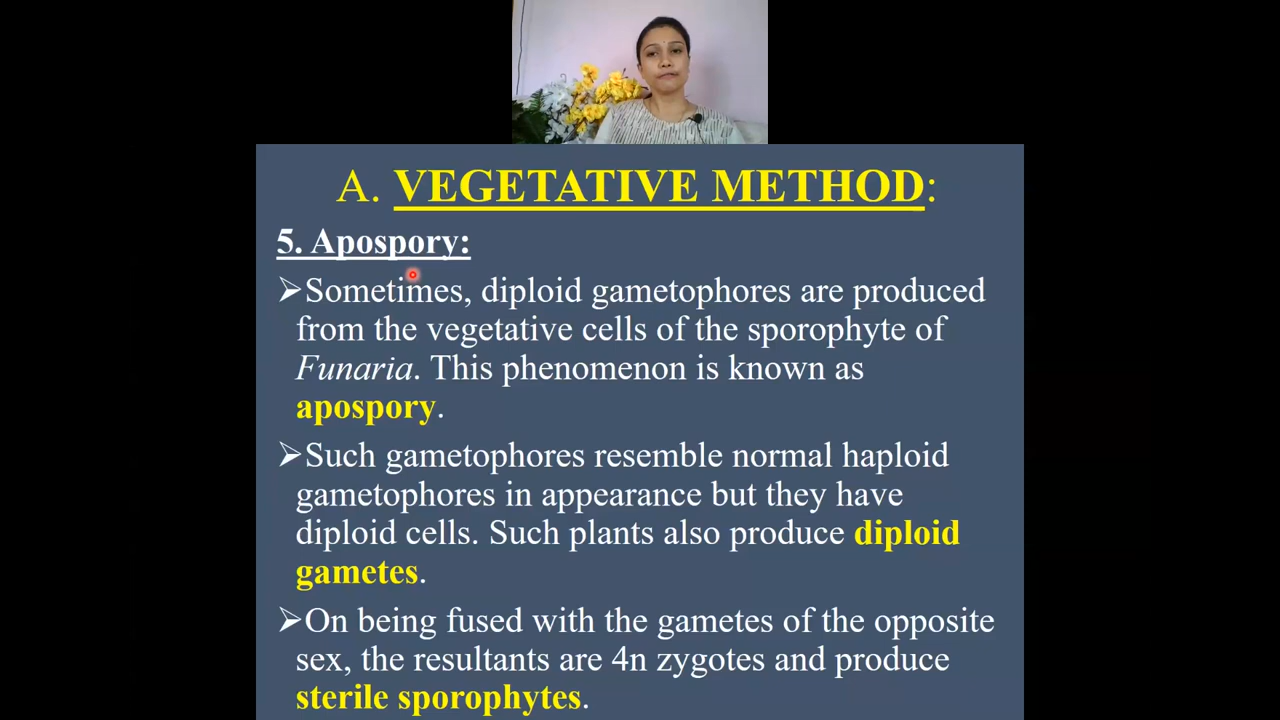 A. VEGETATIVE METHOD:
5. Apospory:
➢Sometimes, diploid gametophores are produced
from the vegetative cells of the sporophyte of
Funaria. This phenomenon is known as
apospory.
➢Such gametophores resemble normal haploid
gametophores in appearance but they have
diploid cells. Such plants also produce diploid
gametes.
➢On being fused with the gametes of the opposite
sex, the resultants are 4n zygotes and produce
sterile sporophytes.